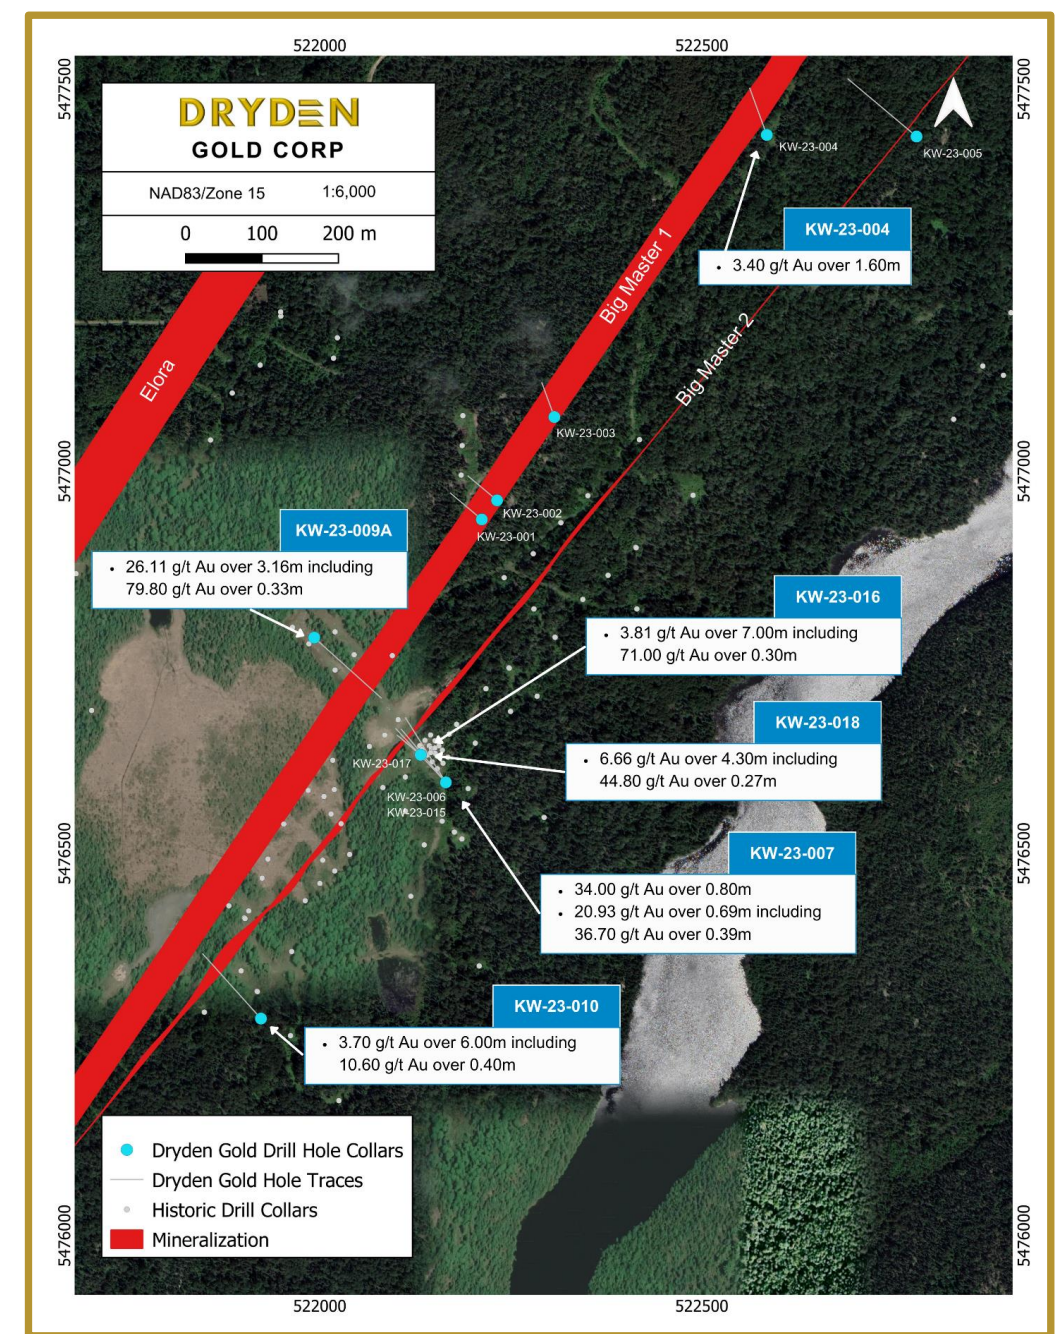 522000
522500
5477500
5477500
DRYDEN
GOLD CORP
NAD83/Zone 15
1:6,000
0 100 200 m
KW-23-004
KW-23-005
KW-23-004
• 3.40 g/t Au over 1.60m
Big Master 1
Big Master 2
Elora
KW-23-003
5477000
5477000
KW-23-002
KW-23-001
KW-23-009A
• 26.11 g/t Au over 3.16m including
79.80 g/t Au over 0.33m
KW-23-016
• 3.81 g/t Au over 7.00m including
71.00 g/t Au over 0.30m
KW-23-018
• 6.66 g/t Au over 4.30m including
44.80 g/t Au over 0.27m
KW-23-017
KW-23-006
KW-23-015
5476500
5476500
KW-23-007
• 34.00 g/t Au over 0.80m
• 20.93 g/t Au over 0.69m including
36.70 g/t Au over 0.39m
KW-23-010
• 3.70 g/t Au over 6.00m including
10.60 g/t Au over 0.40m
Dryden Gold Drill Hole Collars
Dryden Gold Hole Traces
Historic Drill Collars
Mineralization
5476000
5476000
522000
522500